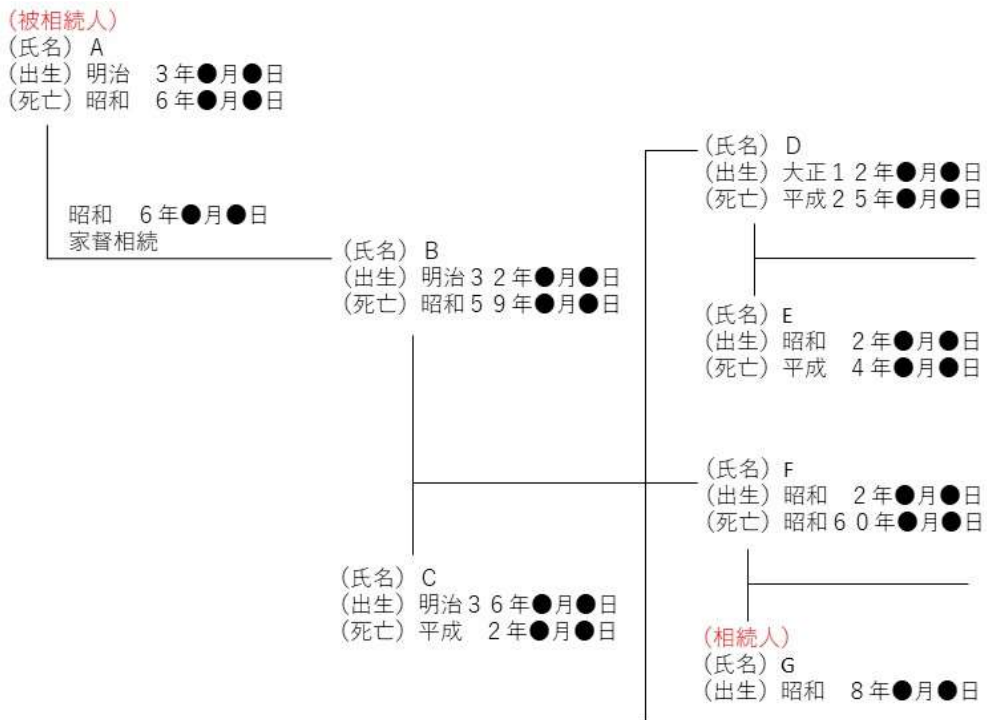 (被相続人)
(氏名) A
(出生) 明治 3年●月●日
(死亡) 昭和 6年●月●日
昭和 6年●月●日
家督相続
(氏名) B
(出生) 明治32年●月●日
(死亡) 昭和59年●月●日
(氏名) C
(出生) 明治36年●月●日
(死亡) 平成 2年●月●日
(氏名) D
(出生) 大正12年●月●日
(死亡) 平成25年●月●日
(氏名) E
(出生) 昭和 2年●月●日
(死亡) 平成 4年●月●日
(氏名) F
(出生) 昭和 2年●月●日
(死亡) 昭和60年●月●日
(相続人)
(氏名) G
(出生) 昭和 8年●月●日